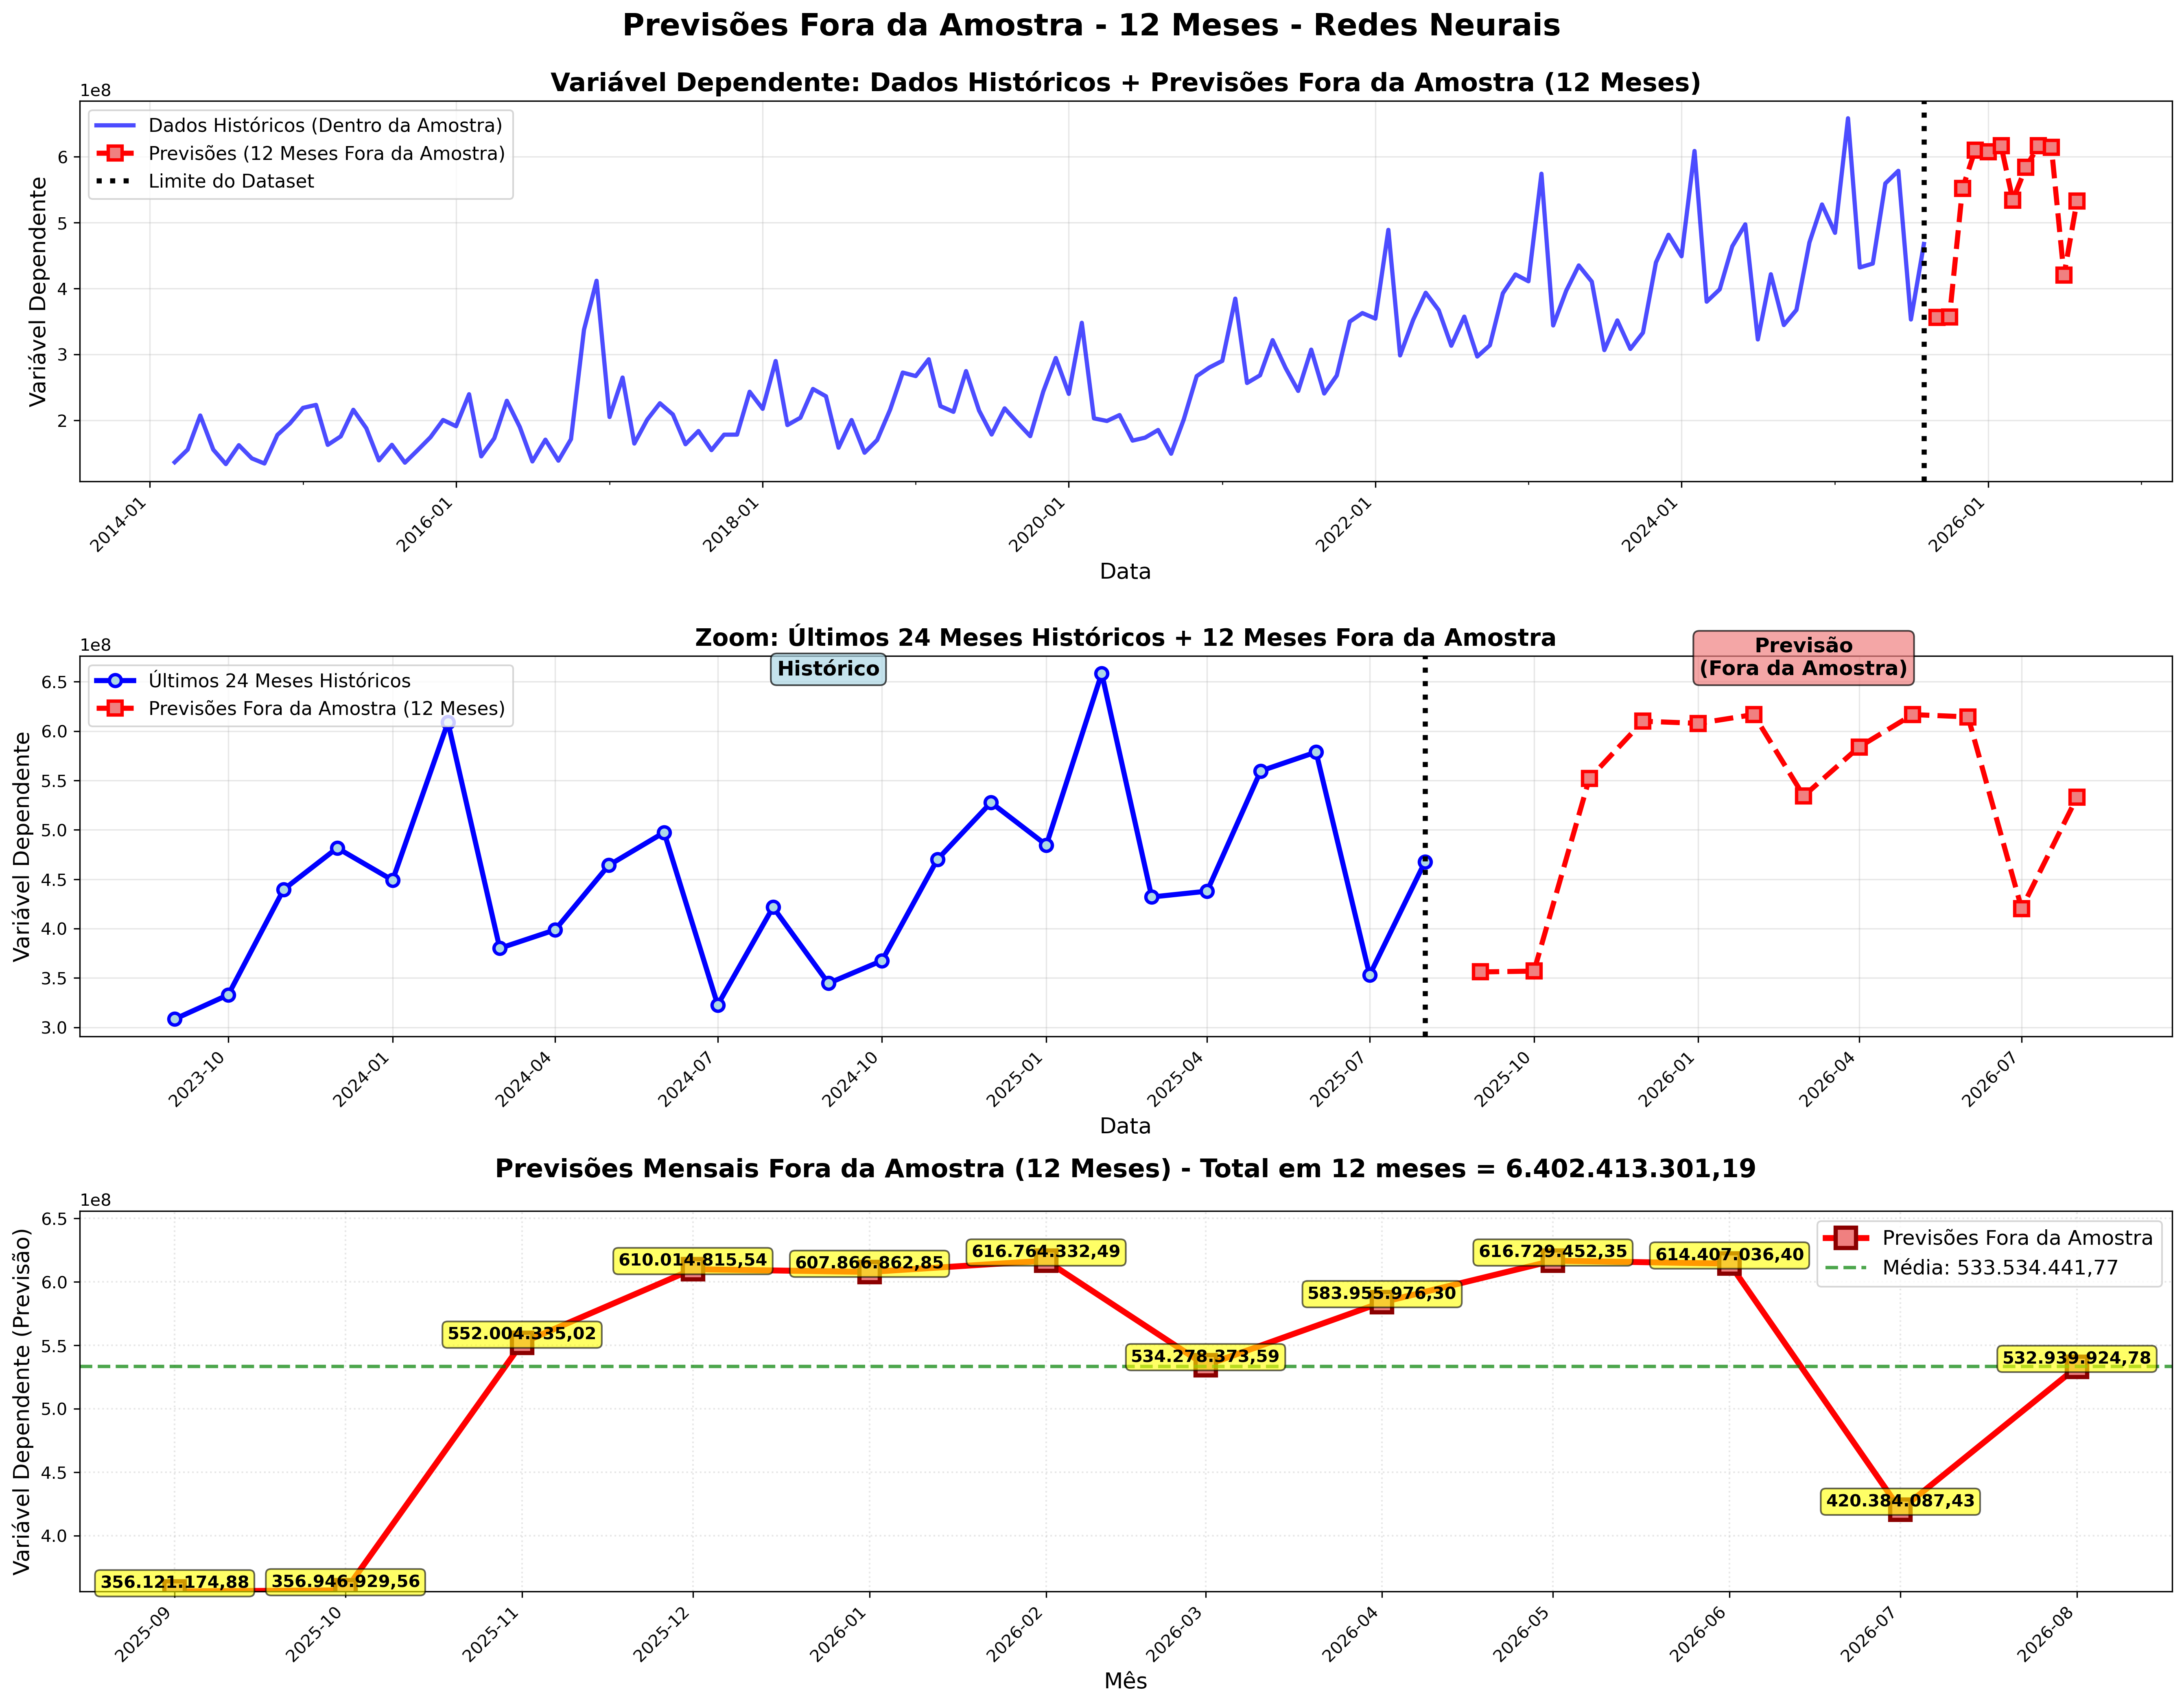 Previsões Fora da Amostra - 12 Meses - Redes Neurais
Variável Dependente: Dados Históricos + Previsões Fora da Amostra (12 Meses)
1e8
Dados Históricos (Dentro da Amostra)
Previsões (12 Meses Fora da Amostra)
Limite do Dataset
Variável Dependente
6
5
4
3
2
2014-01
2016-01
2018-01
2020-01
2022-01
2024-01
2026-01
Data
Zoom: Últimos 24 Meses Históricos + 12 Meses Fora da Amostra
1e8
Histórico
Previsão
(Fora da Amostra)
Últimos 24 Meses Históricos
Previsões Fora da Amostra (12 Meses)
Variável Dependente
6.5
6.0
5.5
5.0
4.5
4.0
3.5
3.0
2023-10
2024-01
2024-04
2024-07
2024-10
2025-01
2025-04
2025-07
2025-10
2026-01
2026-04
2026-07
Data
Previsões Mensais Fora da Amostra (12 Meses) - Total em 12 meses = 6.402.413.301,19
1e8
Previsões Fora da Amostra
Média: 533.534.441,77
Variável Dependente (Previsão)
6.5
6.0
5.5
5.0
4.5
4.0
356.121.174,88
356.946.929,56
552.004.335,02
610.014.815,54
607.866.862,85
616.764.332,49
534.278.373,59
583.955.976,30
616.729.452,35
614.407.036,40
420.384.087,43
532.939.924,78
2025-09
2025-10
2025-11
2025-12
2026-01
2026-02
2026-03
2026-04
2026-05
2026-06
2026-07
2026-08
Mês